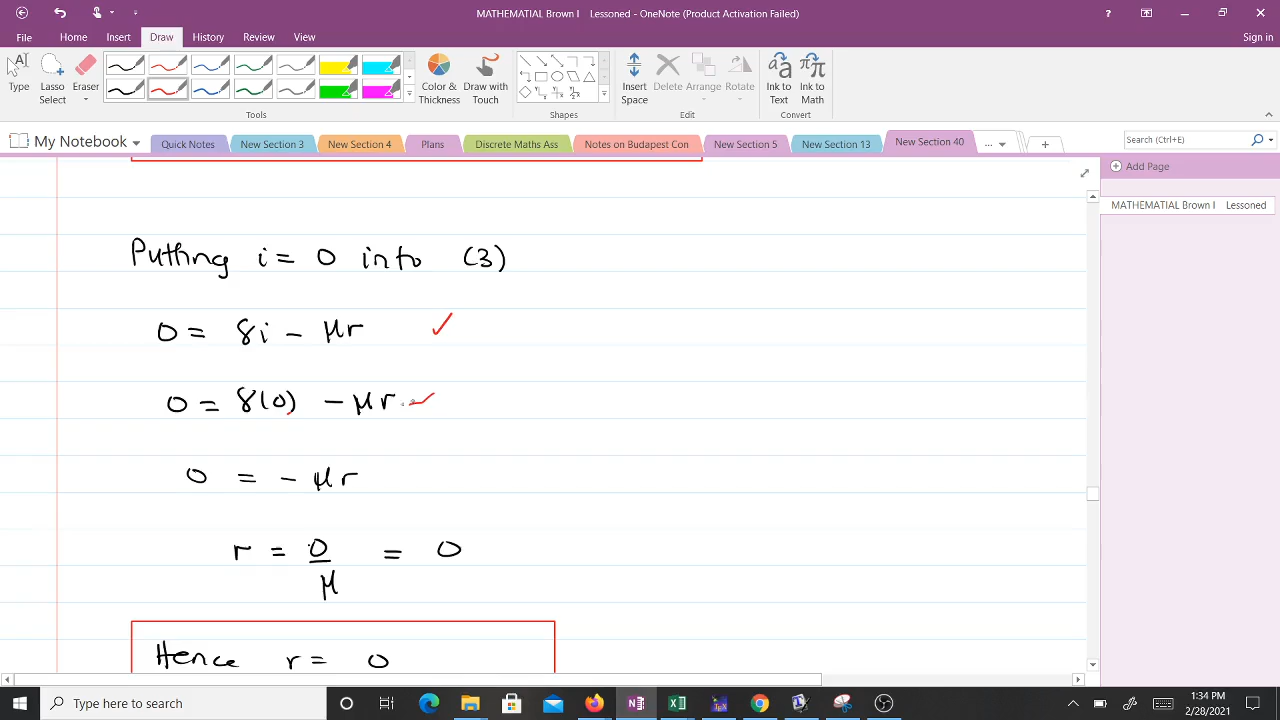 MATHEMATIAL Brown I Lessoned - OneNote (Product Activation Failed)
Sign in
File Home Insert Draw History Review View
Type Lasso Select Eraser
Color & Thickness Draw with Touch
Insert Space Delete Arrange Rotate
Ink to Text Ink to Math
Tools Shapes Edit Convert
My Notebook Quick Notes New Section 3 New Section 4 Plans Discrete Maths Ass Notes on Budapest Con New Section 5 New Section 13 New Section 40 ... + Search (Ctrl+E)
Add Page
MATHEMATIAL Brown I Lessoned
Putting i = 0 into (3)
0 = 8i - μr ✓
0 = 8(0) - μr
0 = - μr
r = 0/μ = 0
Hence r = 0
Type here to search
1:34 PM
2/28/2021